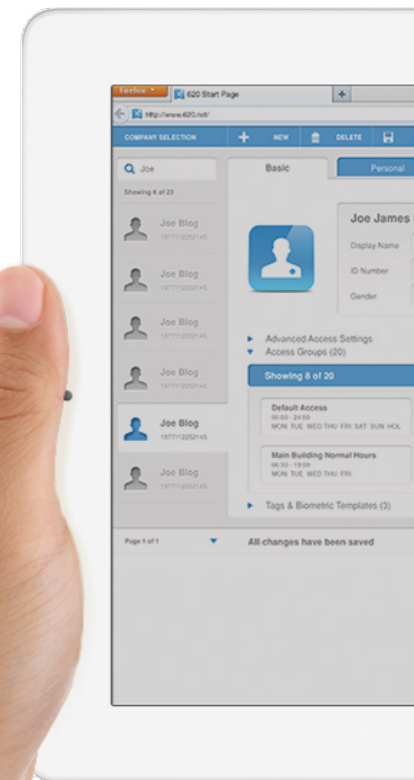 Firefox
620 Start Page
+
http://www.620.net/
COMPANY SELECTION
+ NEW
DELETE
Joe
Basic
Personal
Showing 6 of 23
Joe James
Joe Blog
Display Name
Joe Blog
ID Number
Gender
Joe Blog
Advanced Access Settings
Access Groups (20)
Joe Blog
Showing 8 of 20
Default Access
00:00 - 24:00
MON TUE WED THU FRI SAT SUN HOL
Joe Blog
Main Building Normal Hours
06:30 - 19:00
MON TUE WED THU FRI
Joe Blog
Tags & Biometric Templates (3)
Page 1 of 1
All changes have been saved